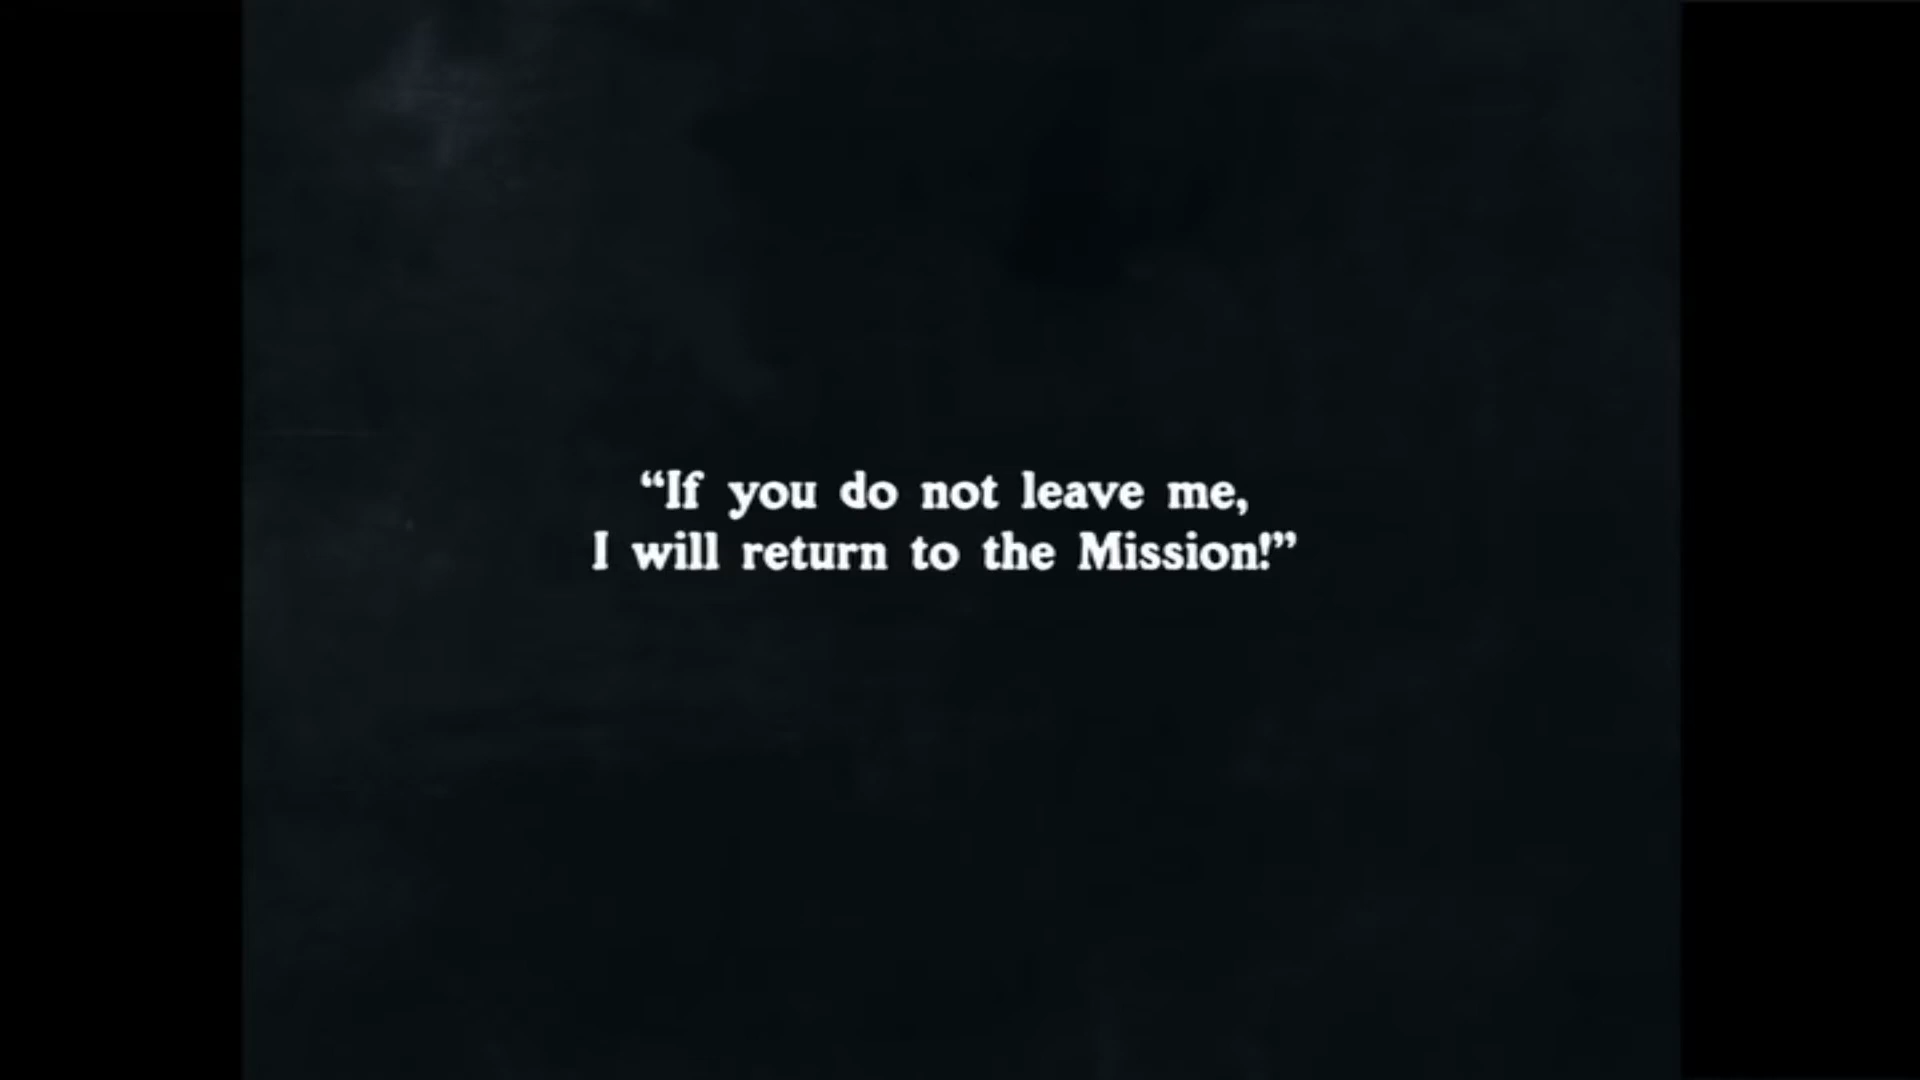 “If you do not leave me,
I will return to the Mission!”